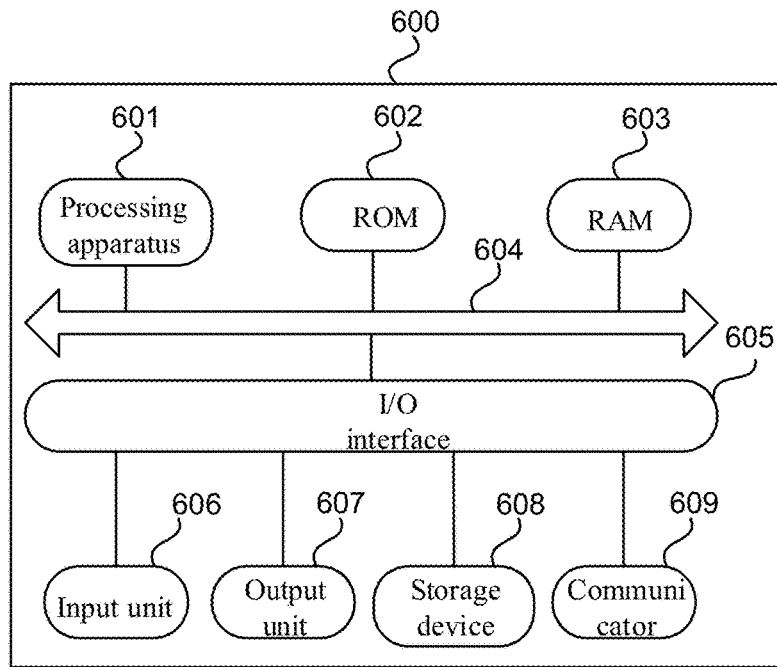 600
601
602
603
Processing
apparatus
ROM
RAM
604
605
I/O
interface
606
607
608
609
Input unit
Output
unit
Storage
device
Communi
cator